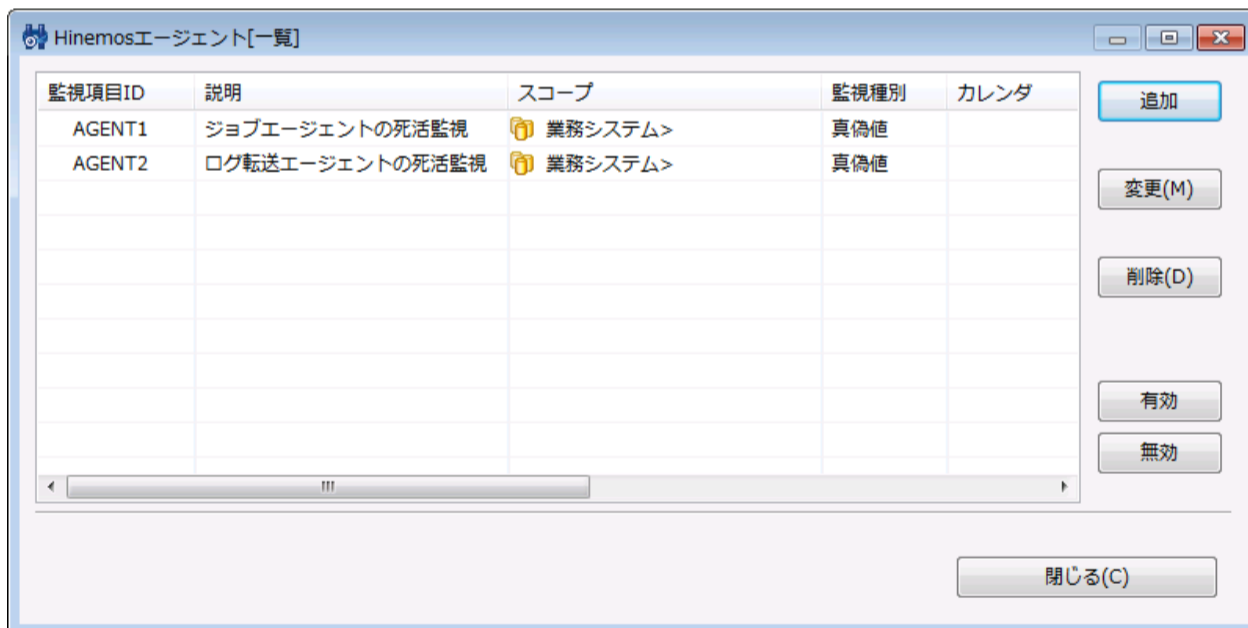 Hinemosエージェント[一覧]
監視項目ID 説明 スコープ 監視種別 カレンダ
AGENT1 ジョブエージェントの死活監視 業務システム> 真偽値
AGENT2 ログ転送エージェントの死活監視 業務システム> 真偽値
追加
変更(M)
削除(D)
有効
無効
閉じる(C)